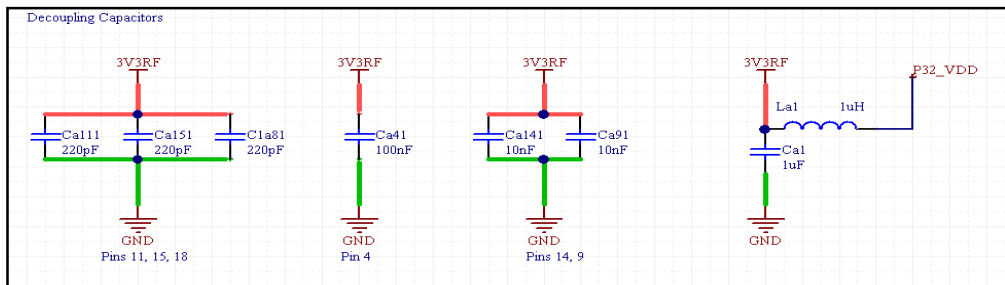 Decoupling Capacitors
3V3RF
3V3RF
3V3RF
3V3RF
P32_VDD
La1
1uH
Ca111
220pF
Ca151
220pF
C1a81
220pF
Ca41
100nF
Ca141
10nF
Ca91
10nF
Ca1
1uF
GND
GND
GND
GND
Pins 11, 15, 18
Pin 4
Pins 14, 9